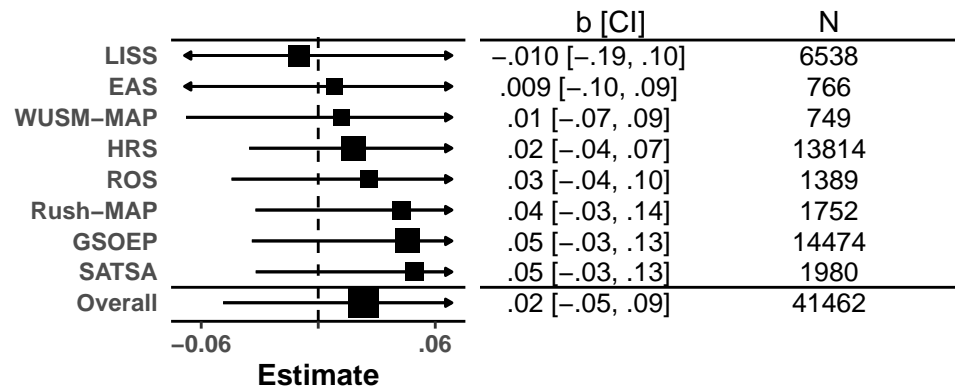 b [CI] N
LISS −.010 [−.19, .10] 6538
EAS .009 [−.10, .09] 766
WUSM−MAP .01 [−.07, .09] 749
HRS .02 [−.04, .07] 13814
ROS .03 [−.04, .10] 1389
Rush−MAP .04 [−.03, .14] 1752
GSOEP .05 [−.03, .13] 14474
SATSA .05 [−.03, .13] 1980
Overall .02 [−.05, .09] 41462
−0.06 .06
Estimate